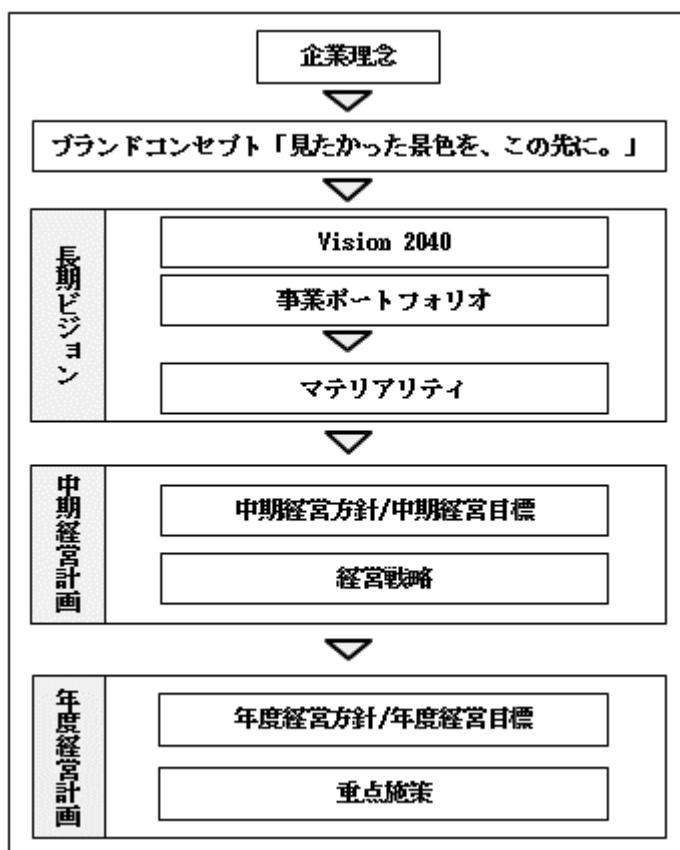 企業理念
ブランドコンセプト「見たかった景色を、この先に。」
長期ビジョン
Vision 2040
事業ポートフォリオ
マテリアリティ
中期経営計画
中期経営方針/中期経営目標
経営戦略
年度経営計画
年度経営方針/年度経営目標
重点施策